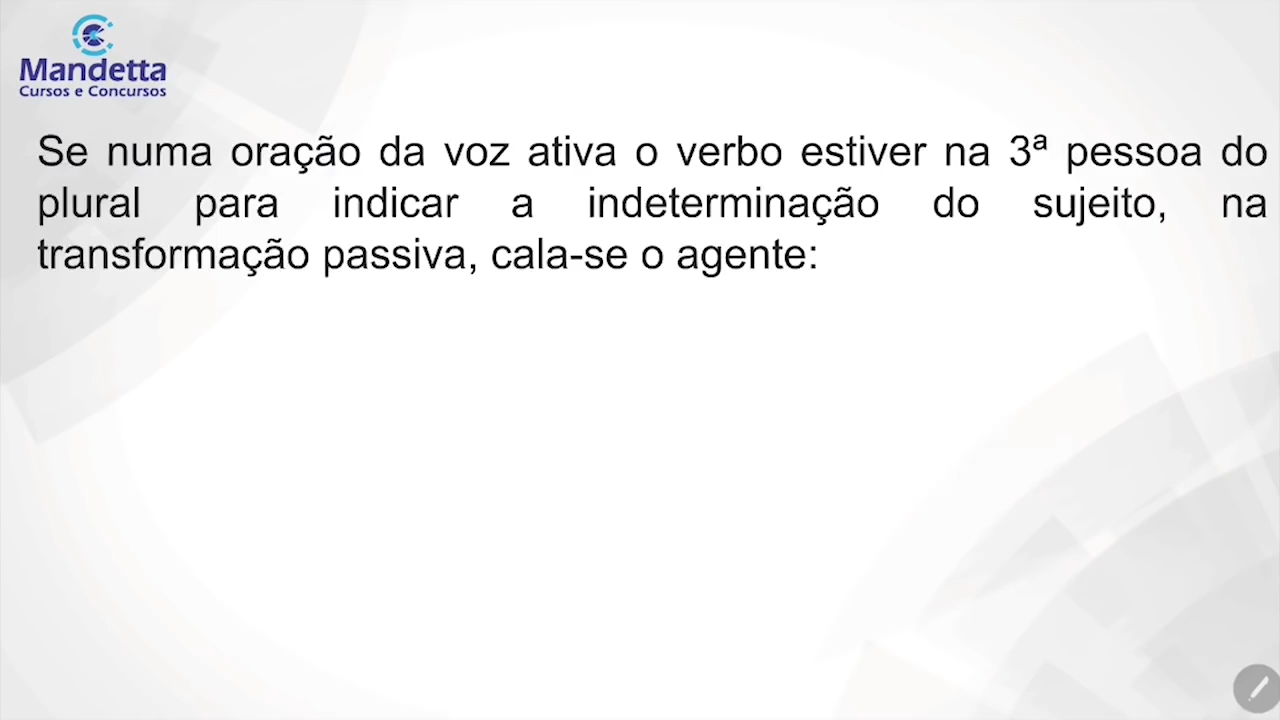 Mandetta
Cursos e Concursos
Se numa oração da voz ativa o verbo estiver na 3ª pessoa do
plural para indicar a indeterminação do sujeito, na
transformação passiva, cala-se o agente: